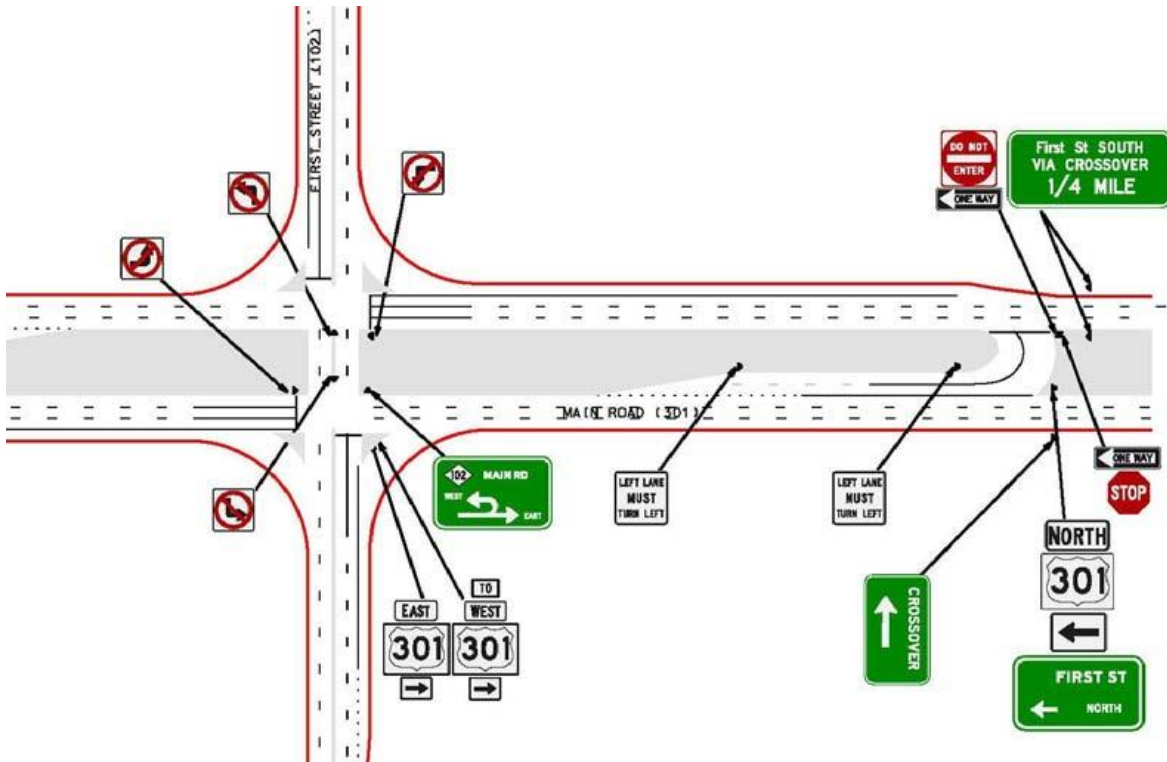 FIRST STREET (102)
DO NOT
ENTER
ONE WAY
First St SOUTH
VIA CROSSOVER
1/4 MILE
MAIN ROAD (301)
102 MAIN RD
WEST
EAST
LEFT LANE
MUST
TURN LEFT
LEFT LANE
MUST
TURN LEFT
ONE WAY
STOP
NORTH
301
CROSSOVER
EAST
301
TO
WEST
301
FIRST ST
NORTH